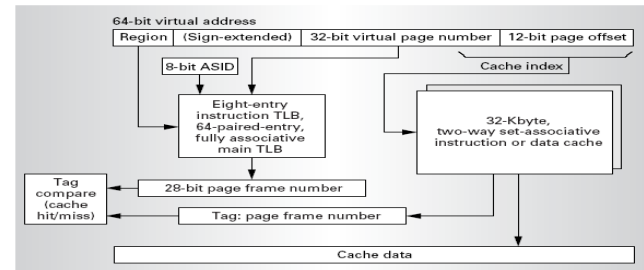 64-bit virtual address
Region (Sign-extended) 32-bit virtual page number 12-bit page offset
8-bit ASID
Cache index
Eight-entry
instruction TLB,
64-paired-entry,
fully associative
main TLB
32-Kbyte,
two-way set-associative
instruction or data cache
Tag
compare
(cache
hit/miss)
28-bit page frame number
Tag: page frame number
Cache data